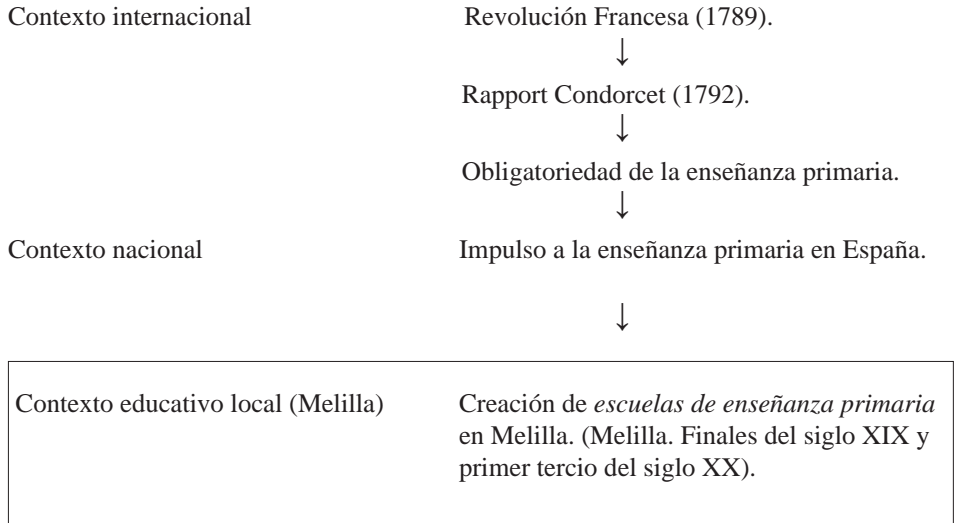 Contexto internacional Revolución Francesa (1789).
↓
Rapport Condorcet (1792).
↓
Obligatoriedad de la enseñanza primaria.
↓
Contexto nacional Impulso a la enseñanza primaria en España.
↓
Contexto educativo local (Melilla) Creación de escuelas de enseñanza primaria
en Melilla. (Melilla. Finales del siglo XIX y
primer tercio del siglo XX).